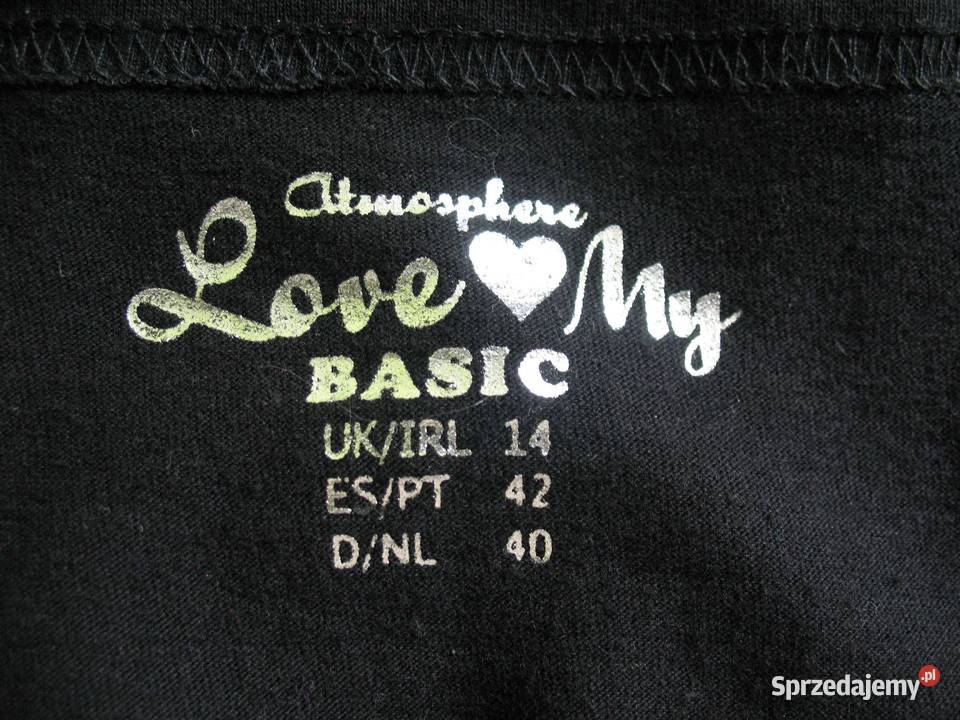 Atmosphere
Love My
BASIC
UK/IRL 14
ES/PT 42
D/NL 40
Sprzedajemy.pl